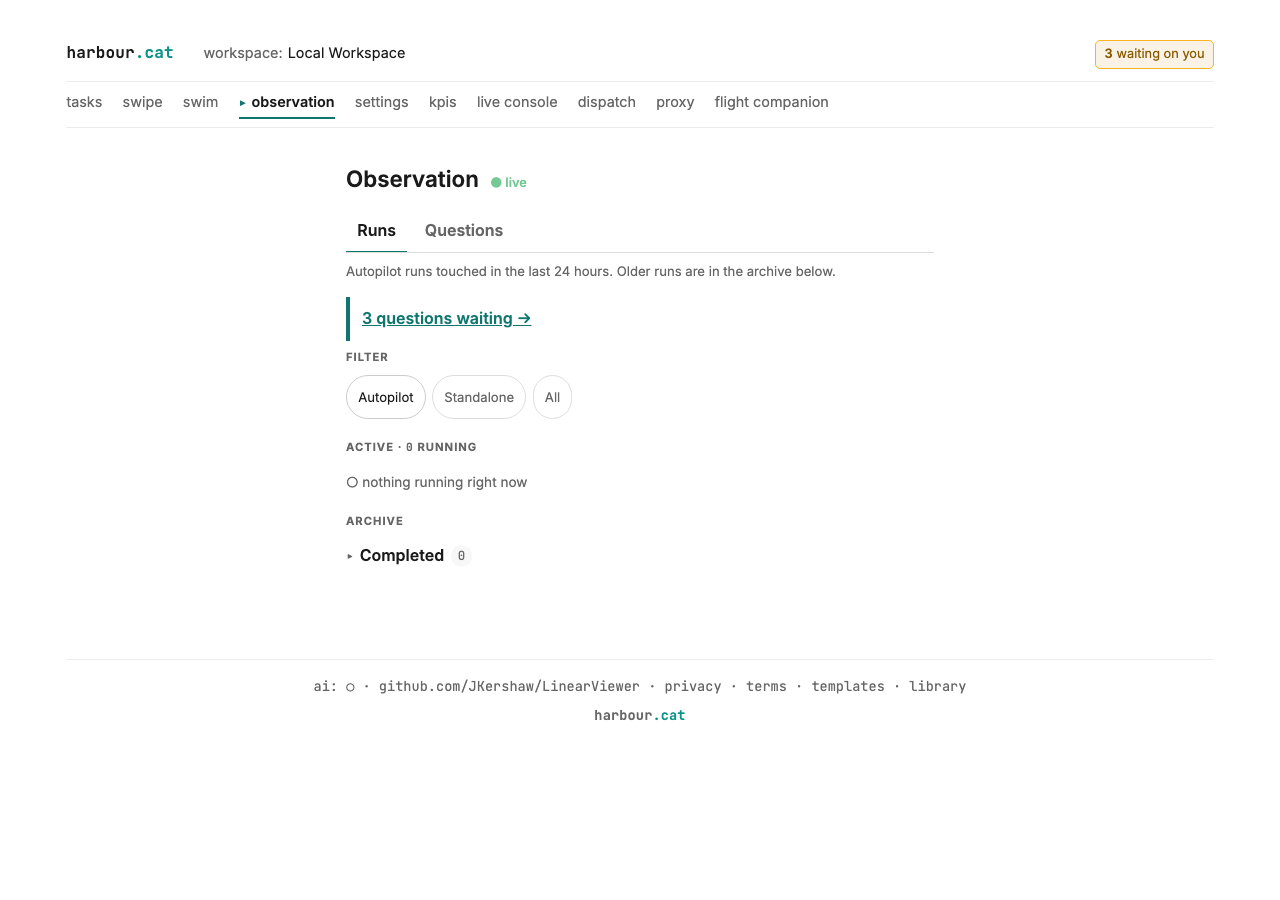 harbour.cat
workspace: Local Workspace
3 waiting on you
tasks swipe swim ▸ observation settings kpis live console dispatch proxy flight companion
Observation ● live
Runs Questions
Autopilot runs touched in the last 24 hours. Older runs are in the archive below.
3 questions waiting →
FILTER
Autopilot Standalone All
ACTIVE · 0 RUNNING
○ nothing running right now
ARCHIVE
▸ Completed 0
ai: ○ · github.com/JKershaw/LinearViewer · privacy · terms · templates · library
harbour.cat